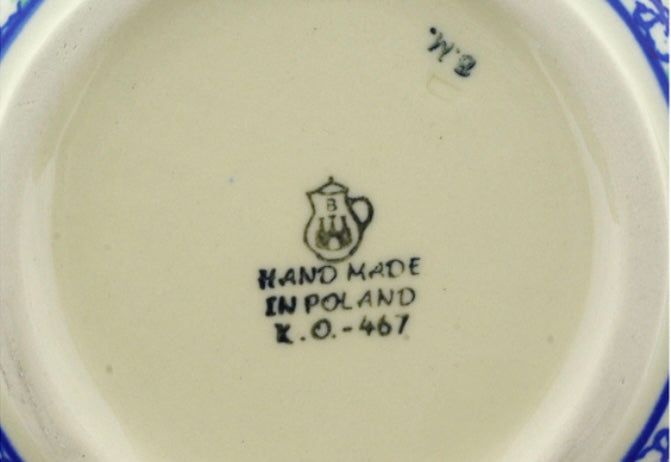 B.M.
B
HAND MADE
IN POLAND
K.O.-467